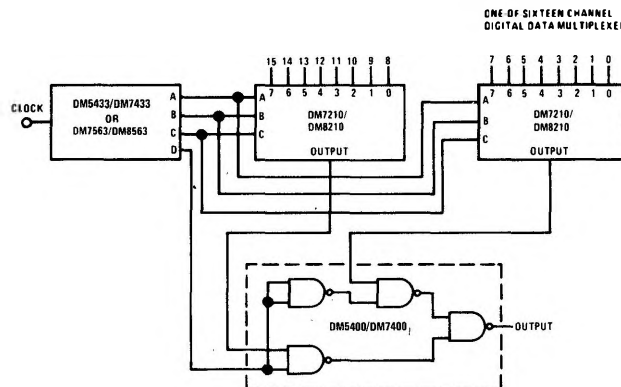 ONE OF SIXTEEN CHANNEL
DIGITAL DATA MULTIPLEXER
15 14 13 12 11 10 9 8
7 6 5 4 3 2 1 0
7 6 5 4 3 2 1 0
7 6 5 4 3 2 1 0
CLOCK
DM5433/DM7433
OR
DM7563/DM8563
A
B
C
D
A
B
C
DM7210/
DM8210
OUTPUT
A
B
C
DM7210/
DM8210
OUTPUT
DM5400/DM7400
OUTPUT